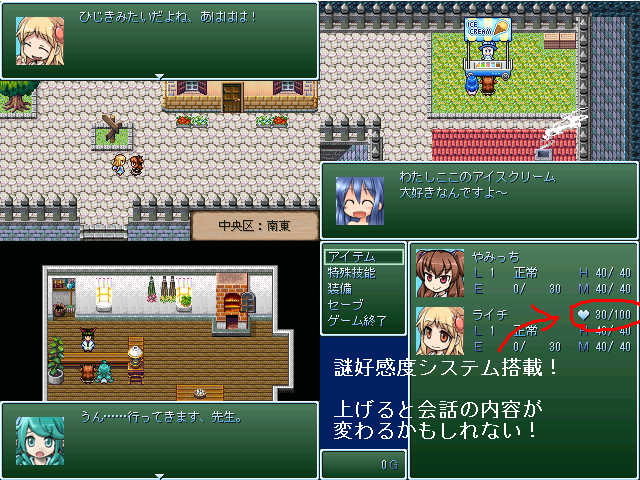 ひじきみたいだよね、あははは！
中央区：南東
ICE
CREAM
わたしここのアイスクリーム
大好きなんですよ～
うん……行ってきます、先生。
アイテム
特殊技能
装備
セーブ
ゲーム終了
0G
やみっち
L 1 正常 H 40/ 40
E 0/ 30 M 40/ 40
ライチ 30/100
L 1 正常 H 40/ 40
E 0/ 30 M 40/ 40
謎好感度システム搭載！
上げると会話の内容が
変わるかもしれない！